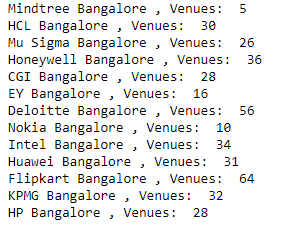 Mindtree Bangalore , Venues:  5
HCL Bangalore , Venues:  30
Mu Sigma Bangalore , Venues:  26
Honeywell Bangalore , Venues:  36
CGI Bangalore , Venues:  28
EY Bangalore , Venues:  16
Deloitte Bangalore , Venues:  56
Nokia Bangalore , Venues:  10
Intel Bangalore , Venues:  34
Huawei Bangalore , Venues:  31
Flipkart Bangalore , Venues:  64
KPMG Bangalore , Venues:  32
HP Bangalore , Venues:  28